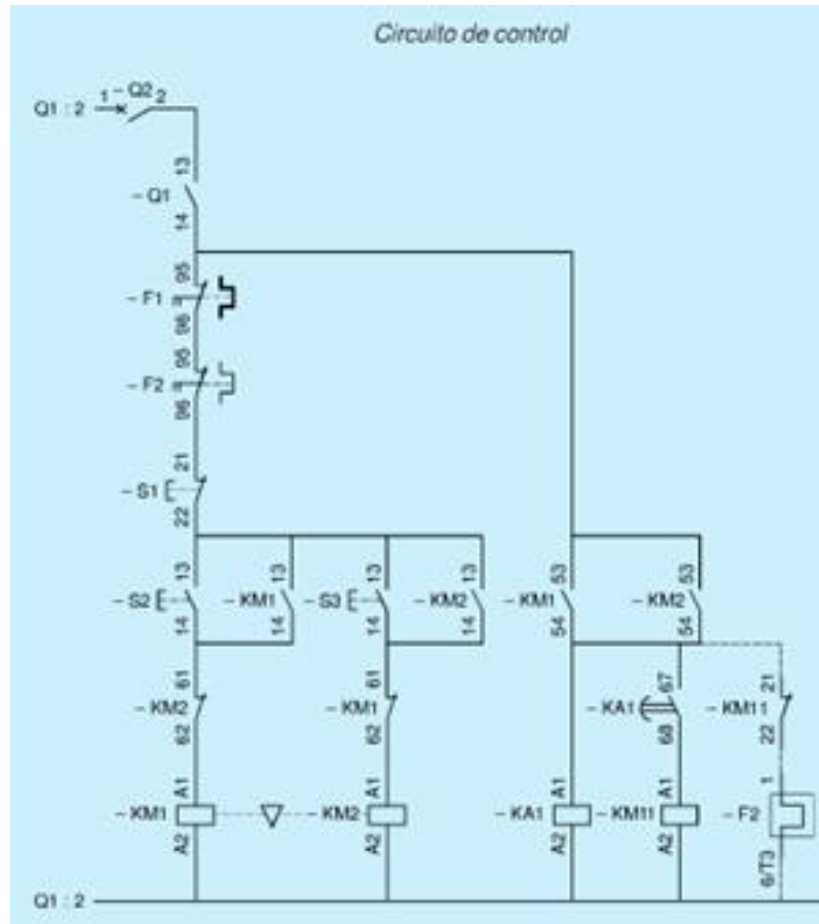 Circuito de control
Q1 : 2 1 - Q2 2
13
- Q1
14
95
- F1
96
95
- F2
96
21
- S1
22
13 13 13 13 53 53
- S2 - KM1 - S3 - KM2 - KM1 - KM2
14 14 14 14 54 54
61 61 67 21
- KM2 - KM1 - KA1 - KM11
62 62 68 22
A1 A1 A1 A1 1
- KM1 - KM2 - KA1 - KM11 - F2
A2 A2 A2 A2 6/T3
Q1 : 2